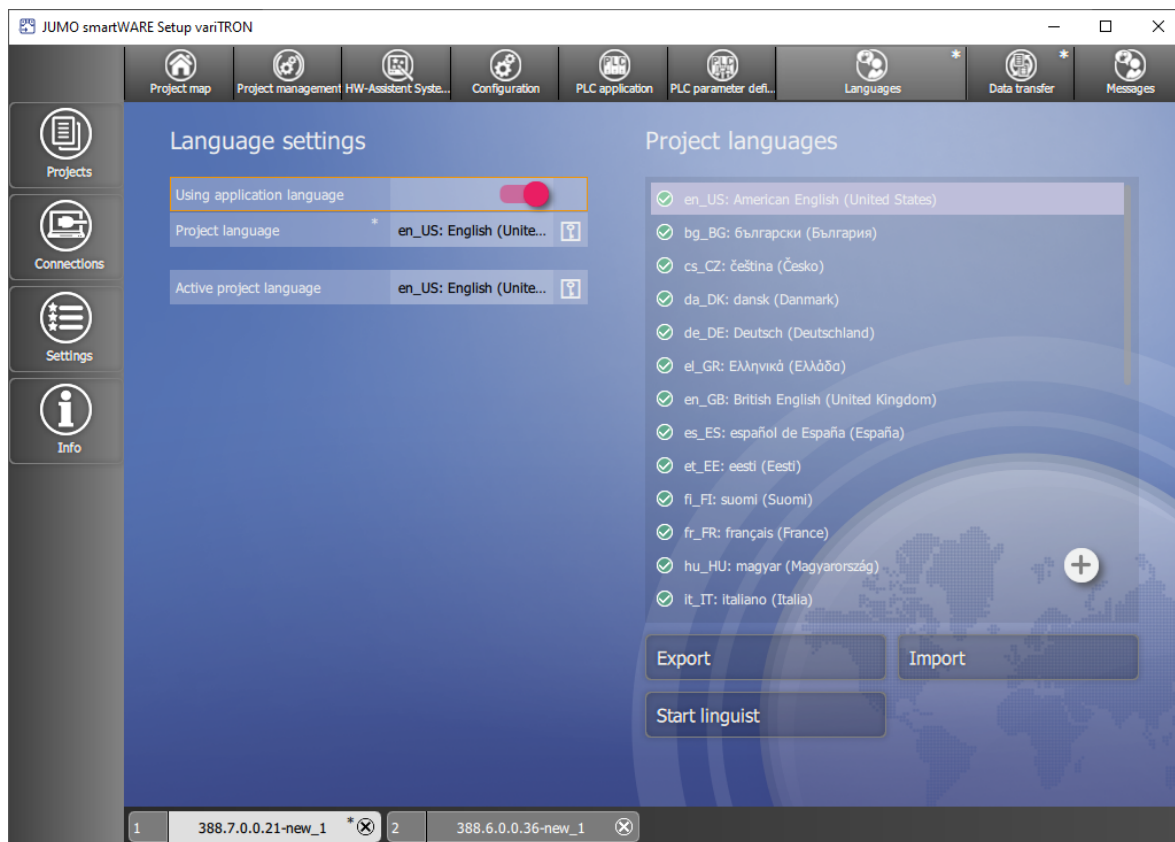 JUMO smartWARE Setup variTRON
Project map
Project management
HW-Assistent Syste...
Configuration
PLC application
PLC parameter defi...
Languages
*
Data transfer
*
Messages
Projects
Connections
Settings
Info
Language settings
Using application language
Project language * en_US: English (Unite...
Active project language en_US: English (Unite...
Project languages
en_US: American English (United States)
bg_BG: български (България)
cs_CZ: čeština (Česko)
da_DK: dansk (Danmark)
de_DE: Deutsch (Deutschland)
el_GR: Ελληνικά (Ελλάδα)
en_GB: British English (United Kingdom)
es_ES: español de España (España)
et_EE: eesti (Eesti)
fi_FI: suomi (Suomi)
fr_FR: français (France)
hu_HU: magyar (Magyarország)
it_IT: italiano (Italia)
Export
Import
Start linguist
1 388.7.0.0.21-new_1 *
2 388.6.0.0.36-new_1